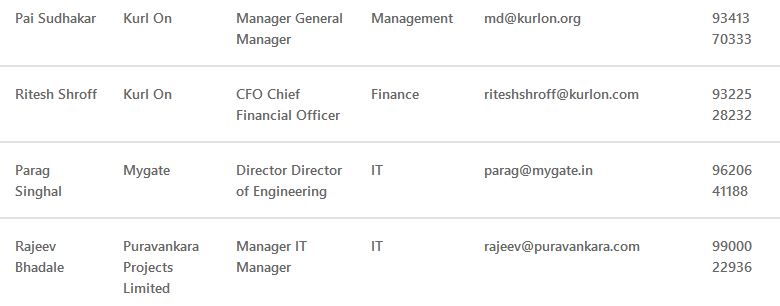 Pai Sudhakar Kurl On Manager General Management md@kurlon.org 93413
Manager 70333
Ritesh Shroff Kurl On CFO Chief Finance riteshshroff@kurlon.com 93225
Financial Officer 28232
Parag Mygate Director Director IT parag@mygate.in 96206
Singhal of Engineering 41188
Rajeev Puravankara Manager IT IT rajeev@puravankara.com 99000
Bhadale Projects Manager 22936
Limited